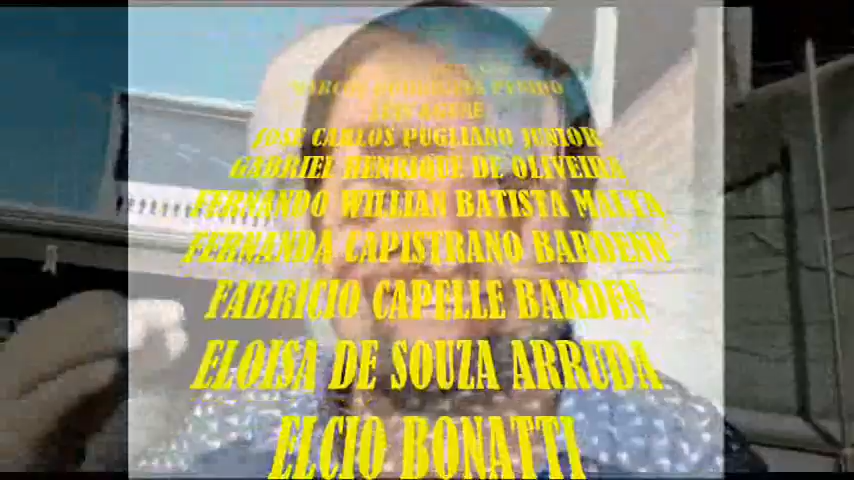 JOSE CARLOS PUGLIANO JUNIOR
GABRIEL HENRIQUE DE OLIVEIRA
FERNANDO WILLIAN BATISTA MALTA
FERNANDA CAPISTRANO BARDENN
FABRICIO CAPELLE BARDEN
ELOISA DE SOUZA ARRUDA
ELCIO BONATTI